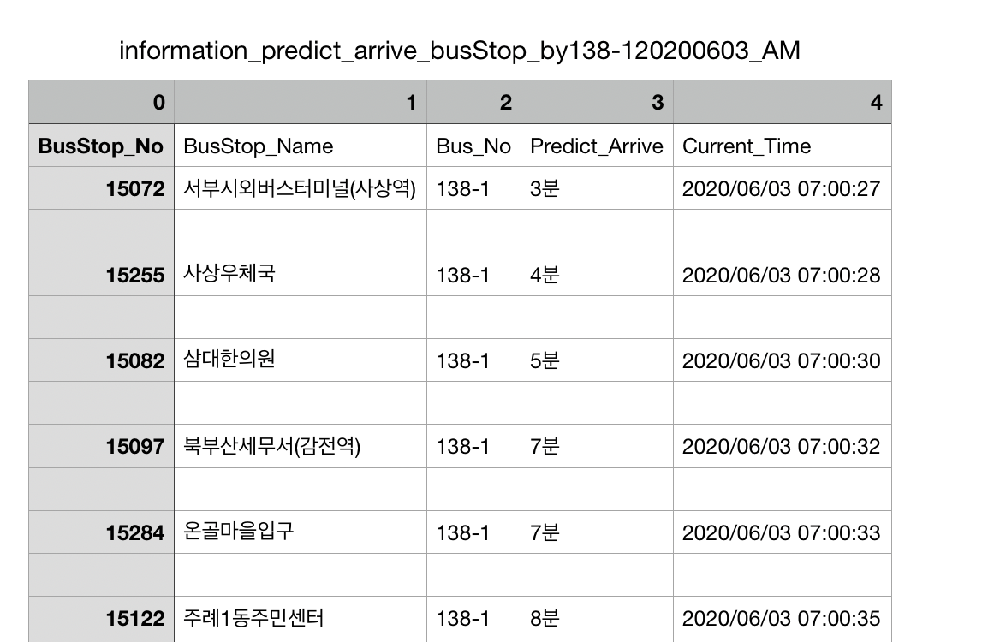 information_predict_arrive_busStop_by138-120200603_AM
0 1 2 3 4
BusStop_No BusStop_Name Bus_No Predict_Arrive Current_Time
15072 서부시외버스터미널(사상역) 138-1 3분 2020/06/03 07:00:27
15255 사상우체국 138-1 4분 2020/06/03 07:00:28
15082 삼대한의원 138-1 5분 2020/06/03 07:00:30
15097 북부산세무서(감전역) 138-1 7분 2020/06/03 07:00:32
15284 온골마을입구 138-1 7분 2020/06/03 07:00:33
15122 주례1동주민센터 138-1 8분 2020/06/03 07:00:35